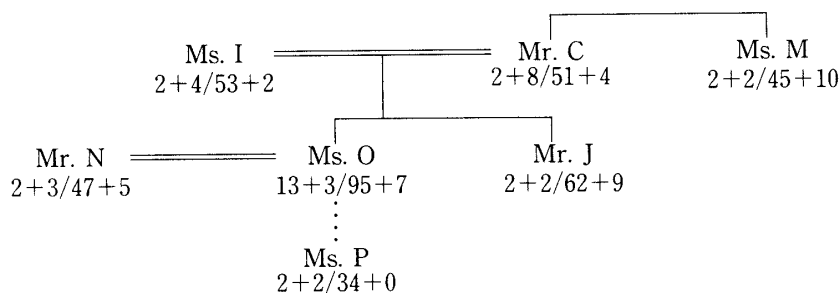 Ms. I
2+4/53+2
Mr. C
2+8/51+4
Ms. M
2+2/45+10
Mr. N
2+3/47+5
Ms. O
13+3/95+7
Mr. J
2+2/62+9
Ms. P
2+2/34+0